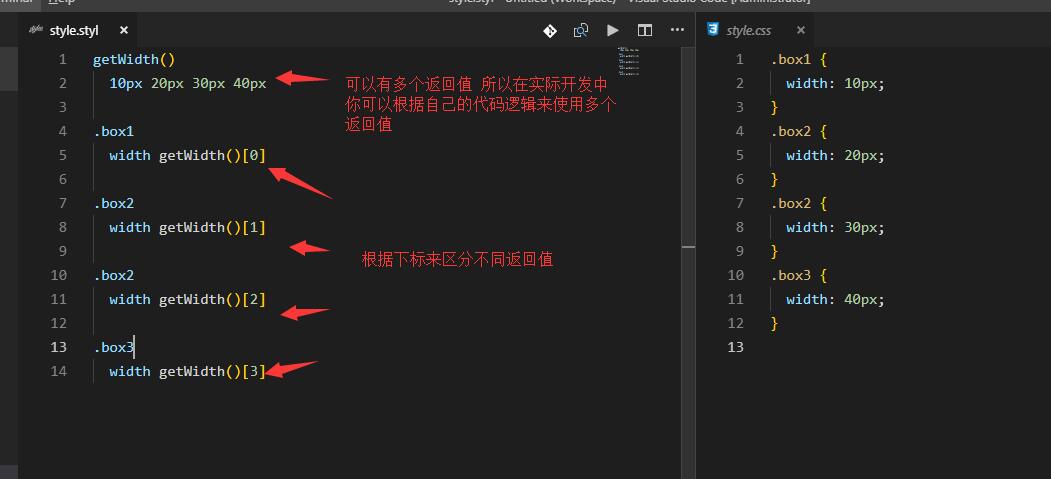 Help
style.styl - Untitled (Workspace) - Visual Studio Code [Administrator]
style.styl
style.css
1 getWidth()
2 10px 20px 30px 40px
3
4 .box1
5 width getWidth()[0]
6
7 .box2
8 width getWidth()[1]
9
10 .box2
11 width getWidth()[2]
12
13 .box3
14 width getWidth()[3]
可以有多个返回值 所以在实际开发中
你可以根据自己的代码逻辑来使用多个
返回值
根据下标来区分不同返回值
1 .box1 {
2 width: 10px;
3 }
4 .box2 {
5 width: 20px;
6 }
7 .box2 {
8 width: 30px;
9 }
10 .box3 {
11 width: 40px;
12 }
13